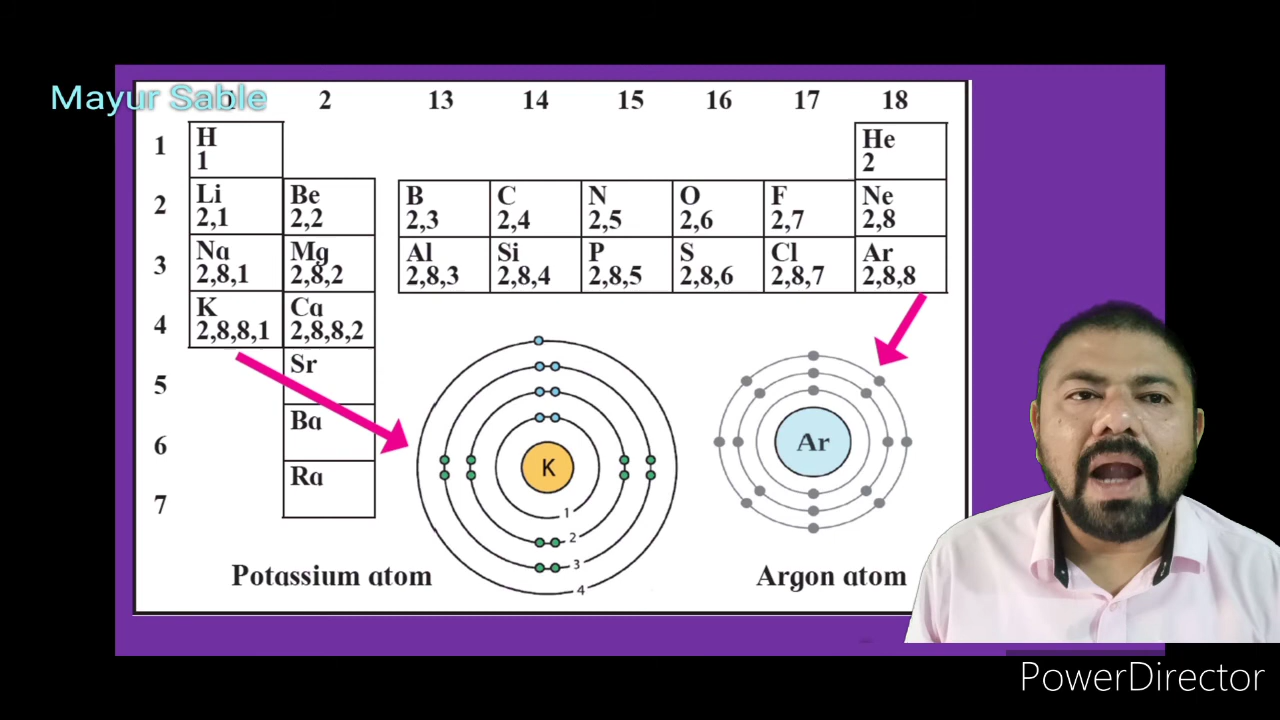 Mayur Sable
2 13 14 15 16 17 18
1 H He
1 2
2 Li Be B C N O F Ne
2,1 2,2 2,3 2,4 2,5 2,6 2,7 2,8
3 Na Mg Al Si P S Cl Ar
2,8,1 2,8,2 2,8,3 2,8,4 2,8,5 2,8,6 2,8,7 2,8,8
4 K Ca
2,8,8,1 2,8,8,2
5 Sr
6 Ba
7 Ra
K Ar
1
2
3
4
Potassium atom Argon atom
PowerDirector